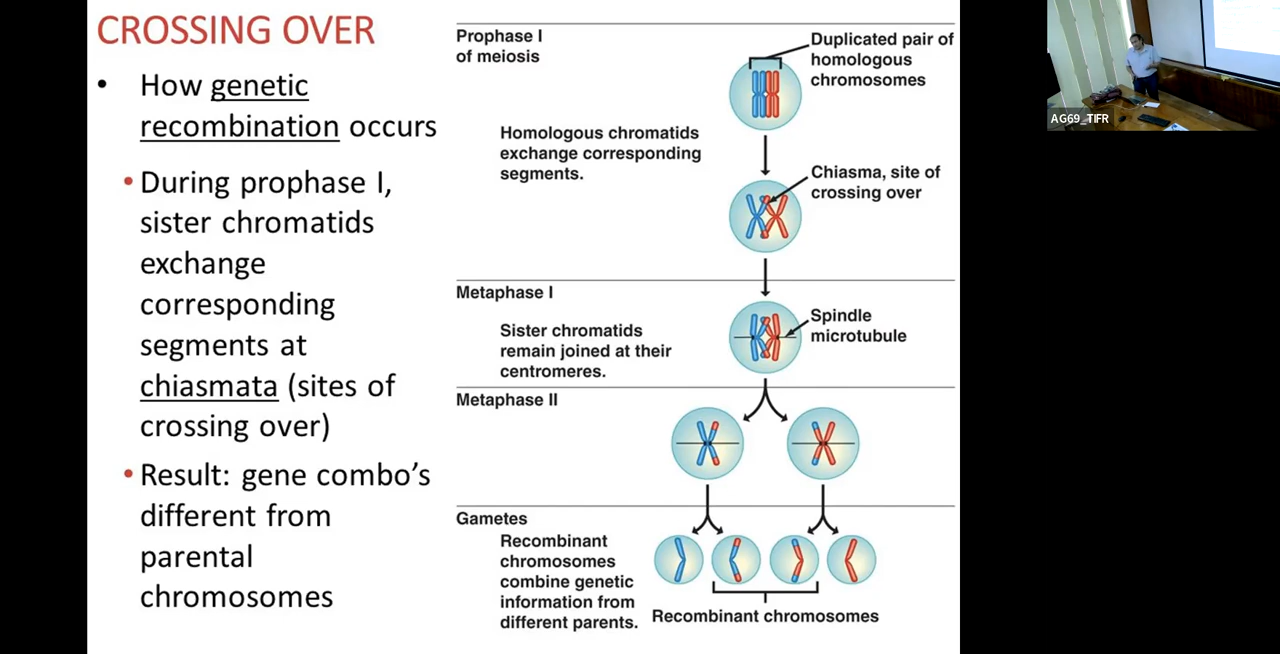 CROSSING OVER
• How genetic
recombination occurs
• During prophase I,
sister chromatids
exchange
corresponding
segments at
chiasmata (sites of
crossing over)
• Result: gene combo’s
different from
parental
chromosomes
Prophase I
of meiosis
Duplicated pair of
homologous
chromosomes
Homologous chromatids
exchange corresponding
segments.
Chiasma, site of
crossing over
Metaphase I
Sister chromatids
remain joined at their
centromeres.
Spindle
microtubule
Metaphase II
Gametes
Recombinant
chromosomes
combine genetic
information from
different parents.
Recombinant chromosomes
AG69_TIFR